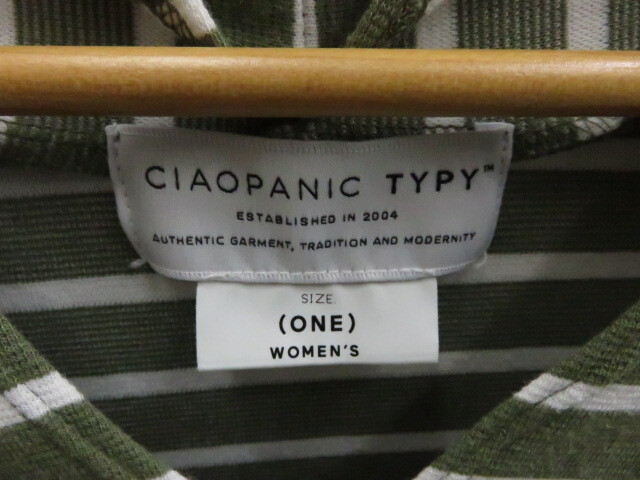 CIAOPANIC TYPY™
ESTABLISHED IN 2004
AUTHENTIC GARMENT, TRADITION AND MODERNITY
SIZE
(ONE)
WOMEN'S